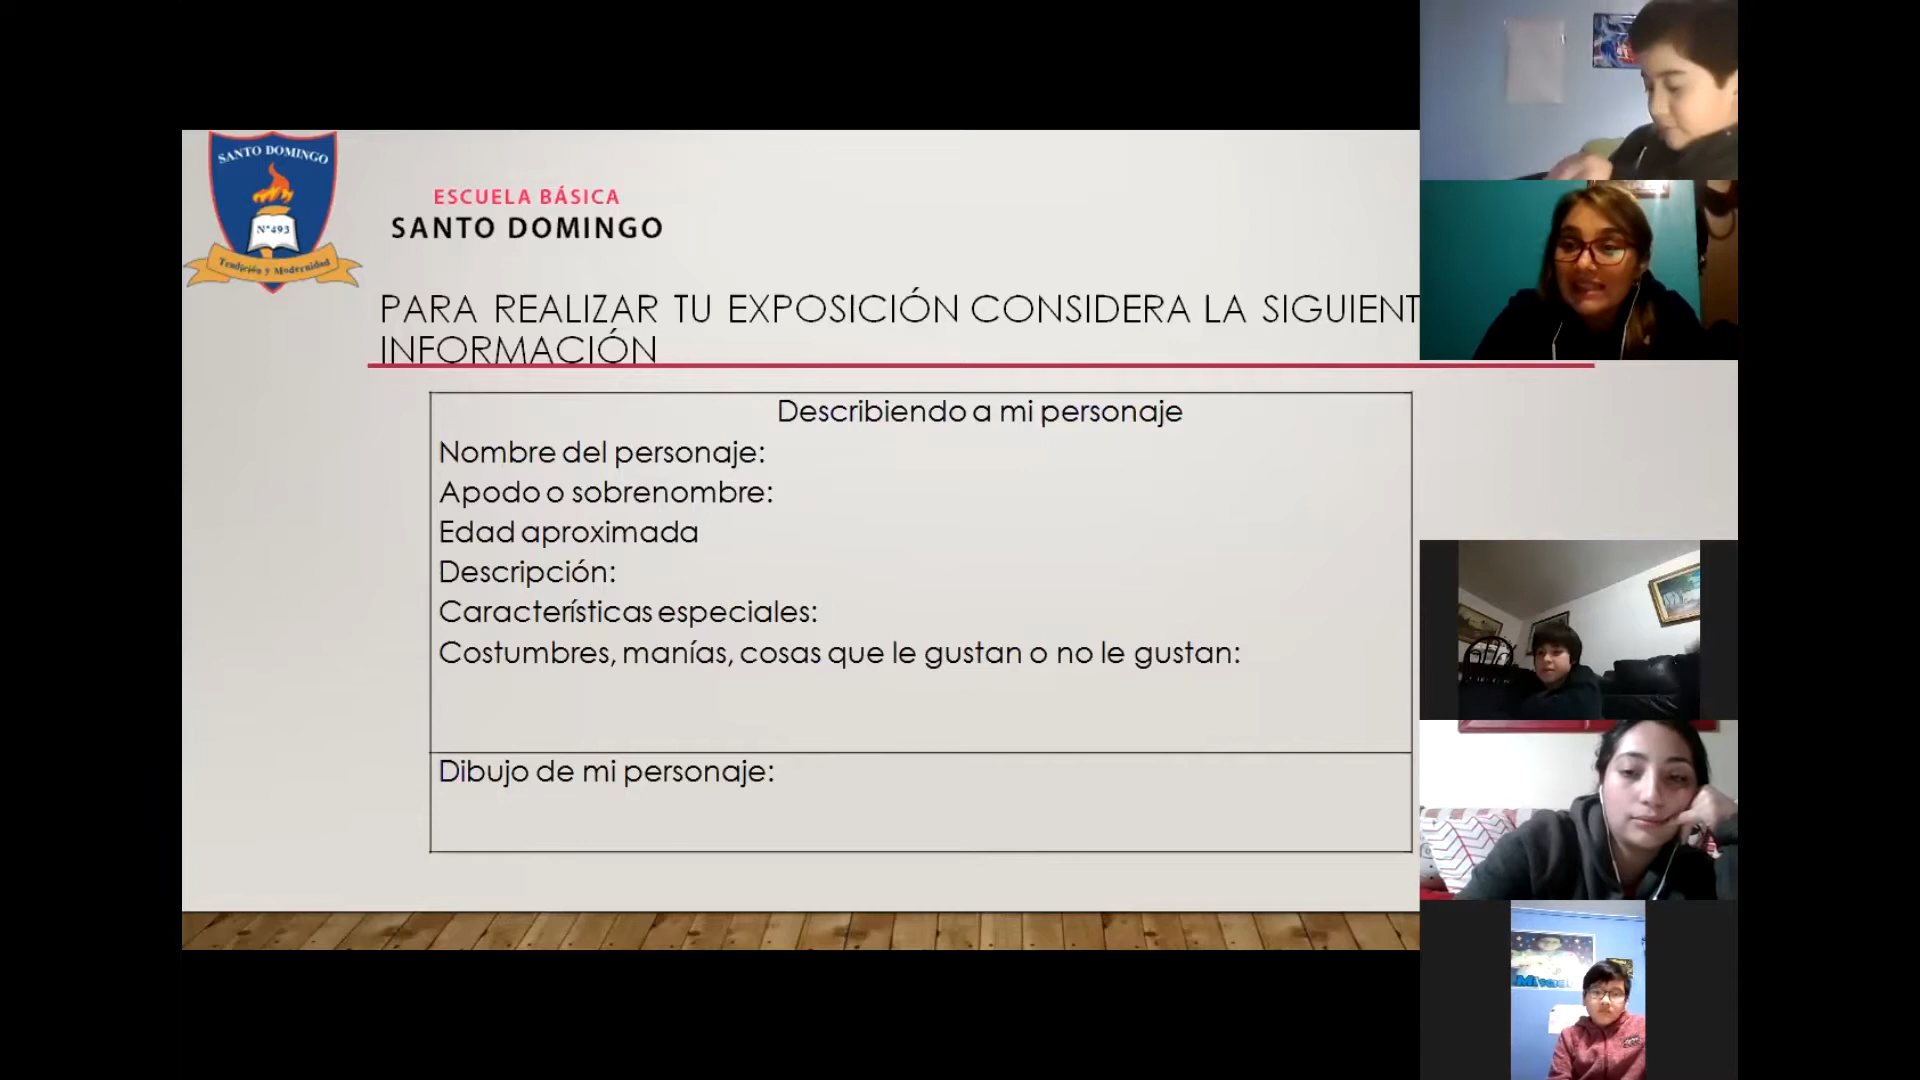 SANTO DOMINGO
N°493
Tradición y Modernidad
ESCUELA BÁSICA
SANTO DOMINGO
PARA REALIZAR TU EXPOSICIÓN CONSIDERA LA SIGUIENT
INFORMACIÓN
Describiendo a mi personaje
Nombre del personaje:
Apodo o sobrenombre:
Edad aproximada
Descripción:
Características especiales:
Costumbres, manías, cosas que le gustan o no le gustan:
Dibujo de mi personaje: